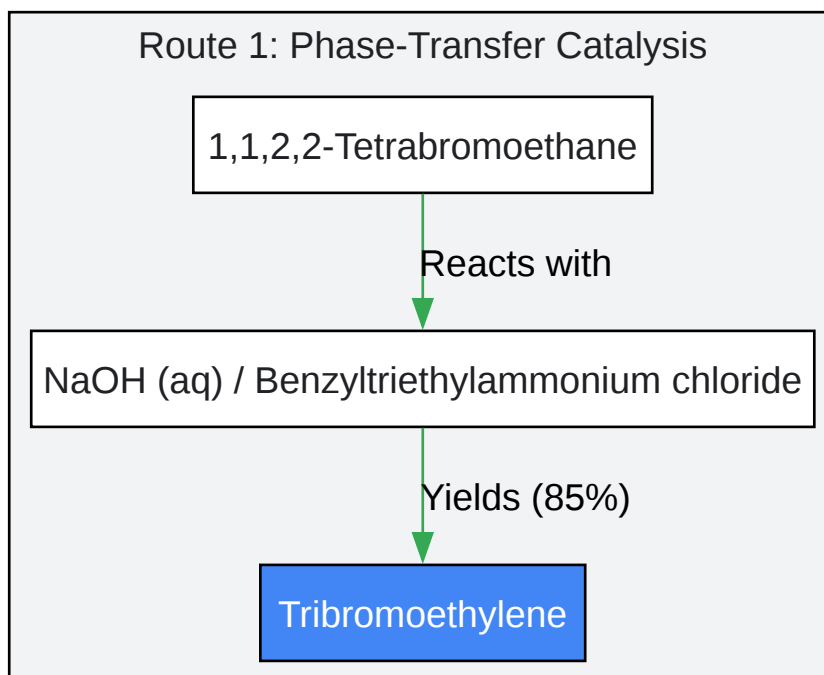 Route 1: Phase-Transfer Catalysis
1,1,2,2-Tetrabromoethane
Reacts with
NaOH (aq) / Benzyltriethylammonium chloride
Yields (85%)
Tribromoethylene